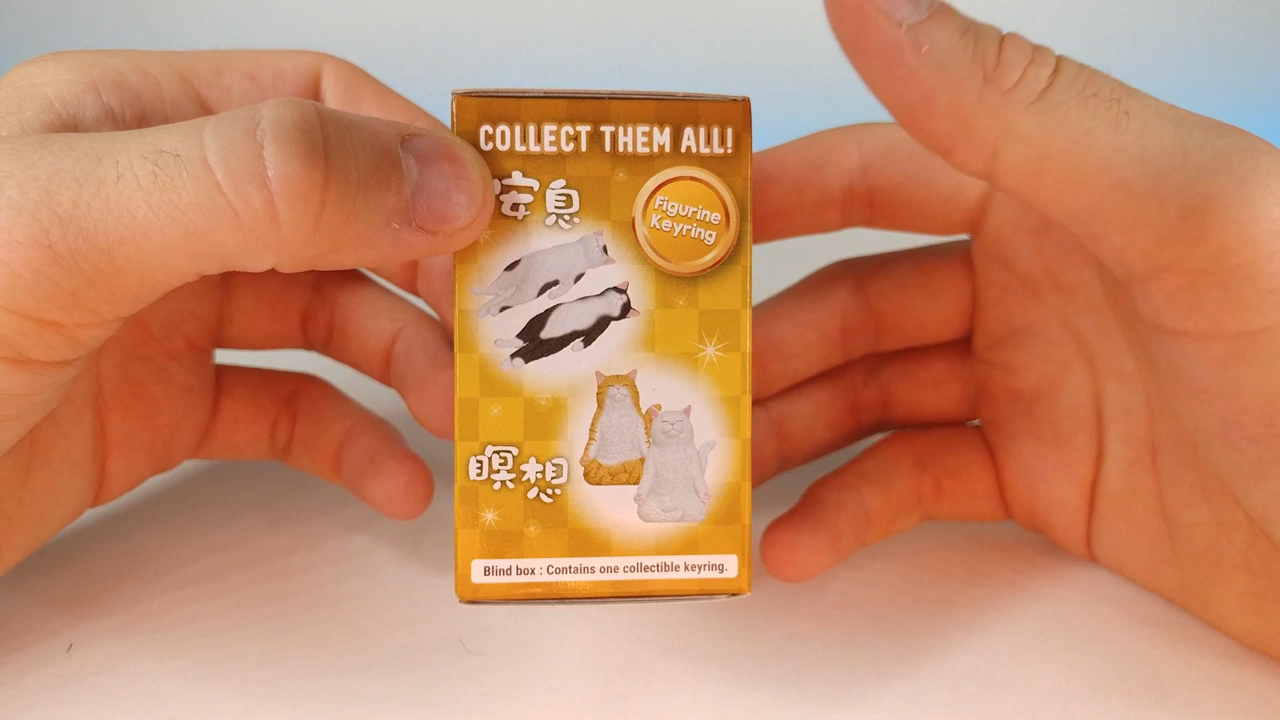 COLLECT THEM ALL!
安息
Figurine
Keyring
瞑想
Blind box : Contains one collectible keyring.